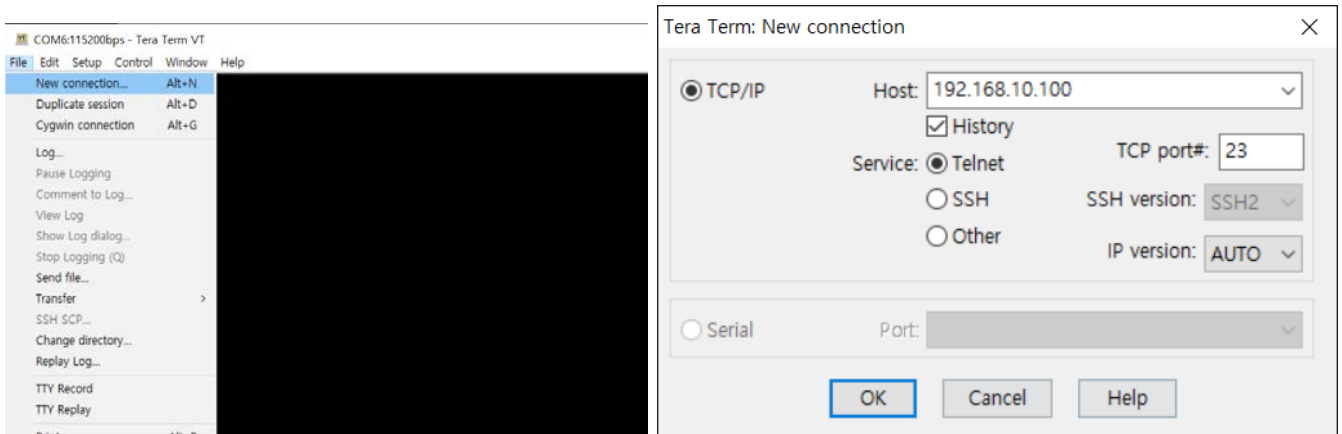 COM6:115200bps - Tera Term VT
File Edit Setup Control Window Help
New connection... Alt+N
Duplicate session Alt+D
Cygwin connection Alt+G
Log...
Pause Logging
Comment to Log...
View Log
Show Log dialog...
Stop Logging (Q)
Send file...
Transfer >
SSH SCP...
Change directory...
Replay Log...
TTY Record
TTY Replay
Tera Term: New connection
TCP/IP Host: 192.168.10.100
History
Service: Telnet TCP port#: 23
SSH SSH version: SSH2
Other IP version: AUTO
Serial Port:
OK Cancel Help